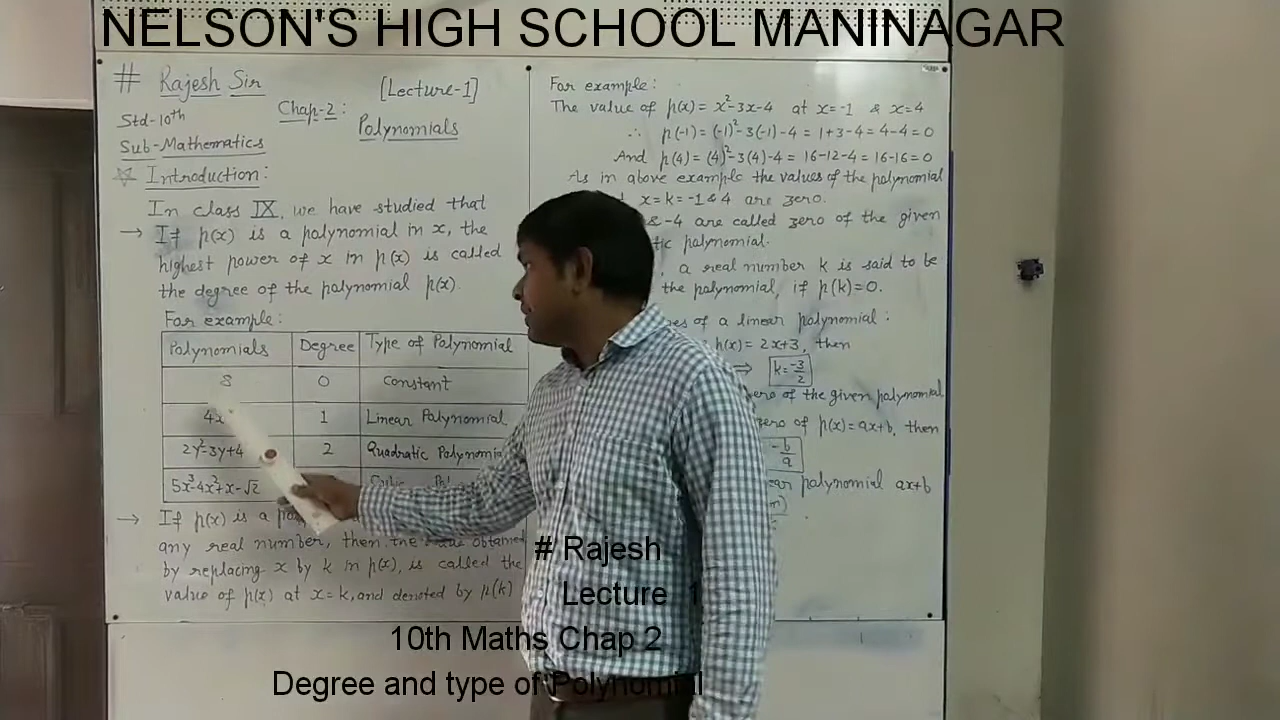 NELSON'S HIGH SCHOOL MANINAGAR
# Rajesh Sir
[Lecture-1]
Std-10th
Chap-2:
Polynomials
Sub-Mathematics
Introduction:
In class IX, we have studied that
→ If p(x) is a polynomial in x, the
highest power of x in p(x) is called
the degree of the polynomial p(x).
For example:
Polynomials Degree Type of Polynomial
8 0 Constant
4x 1 Linear Polynomial
2y²-3y+4 2 Quadratic Polynomial
5x³-4x²+x-√2
→ If p(x) is a
any real number, then the value obtained
by replacing x by k in p(x), is called the
value of p(x) at x=k, and denoted by p(k)
For example:
The value of p(x) = x²-3x-4 at x=-1 & x=4
∴ p(-1) = (-1)²-3(-1)-4 = 1+3-4 = 4-4=0
And p(4) = (4)²-3(4)-4 = 16-12-4 = 16-16=0
As in above example the values of the polynomial
x=k=-1&4 are zero.
& -4 are called zero of the given
polynomial.
, a real number k is said to be
the polynomial, if p(k)=0.
of a linear polynomial:
p(x) = 2x+3, then
⟹ k=-3/2
of the given polynomial
zero of p(x)=ax+b, then
-b/a
polynomial ax+b
# Rajesh
Lecture 1
10th Maths Chap 2
Degree and type of Polynomial